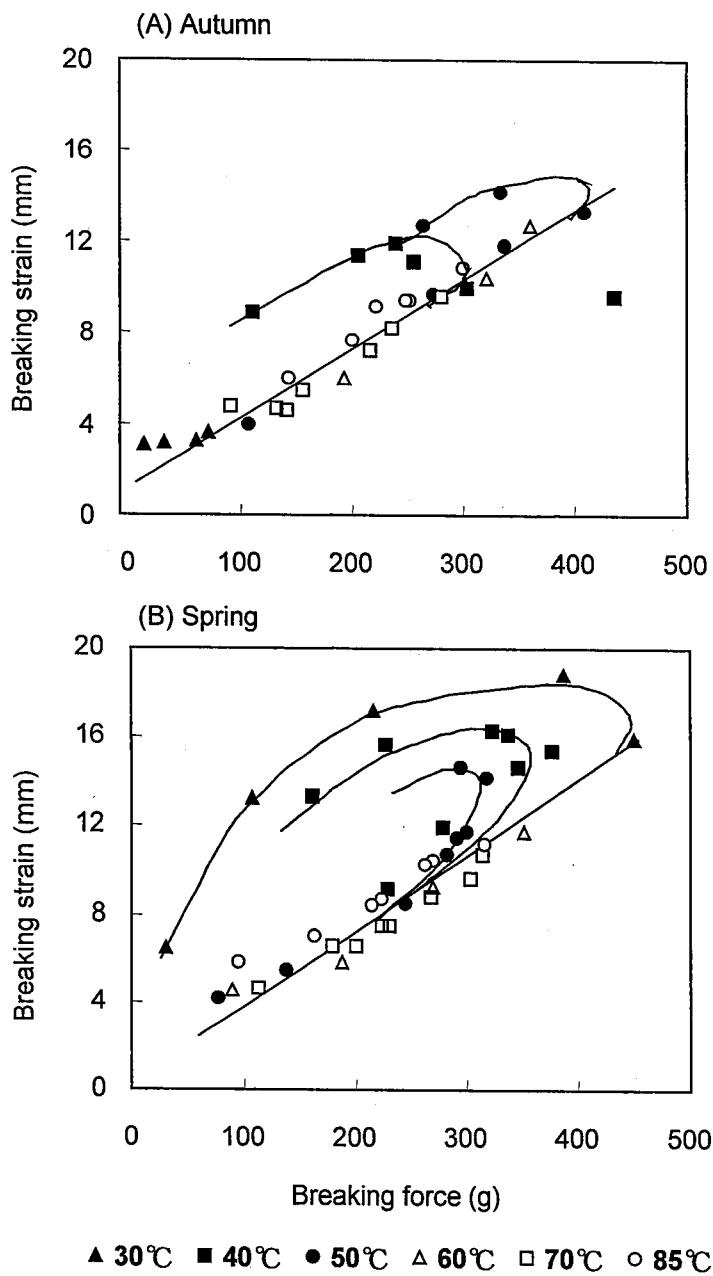 (A) Autumn
20
16
12
8
4
0
Breaking strain (mm)
0 100 200 300 400 500
(B) Spring
20
16
12
8
4
0
Breaking strain (mm)
0 100 200 300 400 500
Breaking force (g)
▲ 30℃ ■ 40℃ ● 50℃ △ 60℃ □ 70℃ ○ 85℃